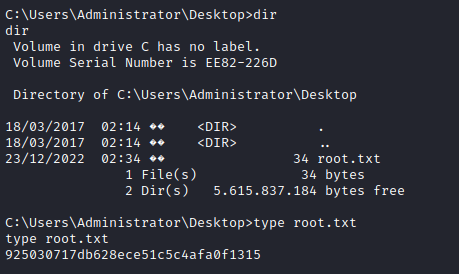 C:\Users\Administrator\Desktop>dir
dir
 Volume in drive C has no label.
 Volume Serial Number is EE82-226D

 Directory of C:\Users\Administrator\Desktop

18/03/2017  02:14 ��    <DIR>          .
18/03/2017  02:14 ��    <DIR>          ..
23/12/2022  02:34 ��                34 root.txt
               1 File(s)             34 bytes
               2 Dir(s)   5.615.837.184 bytes free

C:\Users\Administrator\Desktop>type root.txt
type root.txt
925030717db628ece51c5c4afa0f1315